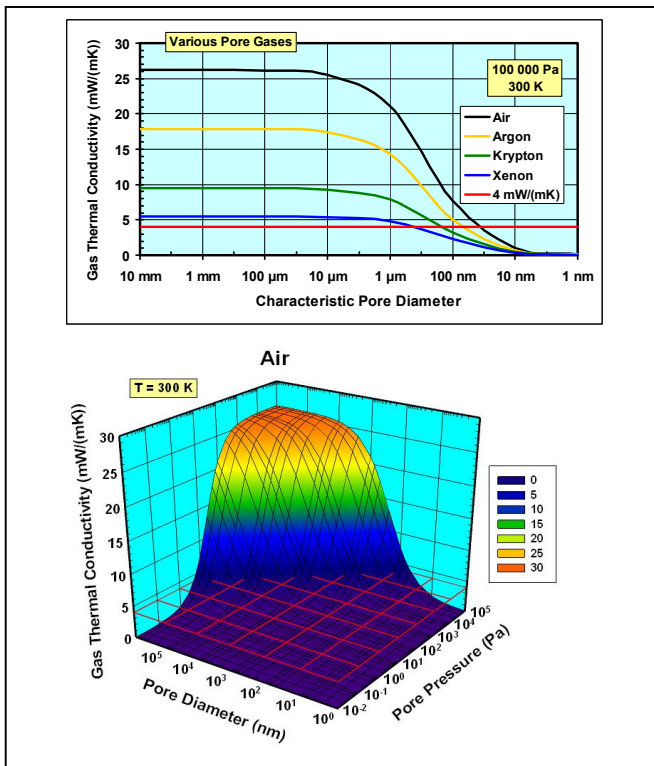 Various Pore Gases
100 000 Pa
300 K
Air
Argon
Krypton
Xenon
4 mW/(mK)
Gas Thermal Conductivity (mW/(mK))
30
25
20
15
10
5
0
10 mm 1 mm 100 µm 10 µm 1 µm 100 nm 10 nm 1 nm
Characteristic Pore Diameter
Air
T = 300 K
Gas Thermal Conductivity (mW/(mK))
30
25
20
15
10
5
0
10⁵ 10⁴ 10³ 10² 10¹ 10⁰
Pore Diameter (nm)
10⁻² 10⁻¹ 10⁰ 10¹ 10² 10³ 10⁴ 10⁵
Pore Pressure (Pa)
0
5
10
15
20
25
30